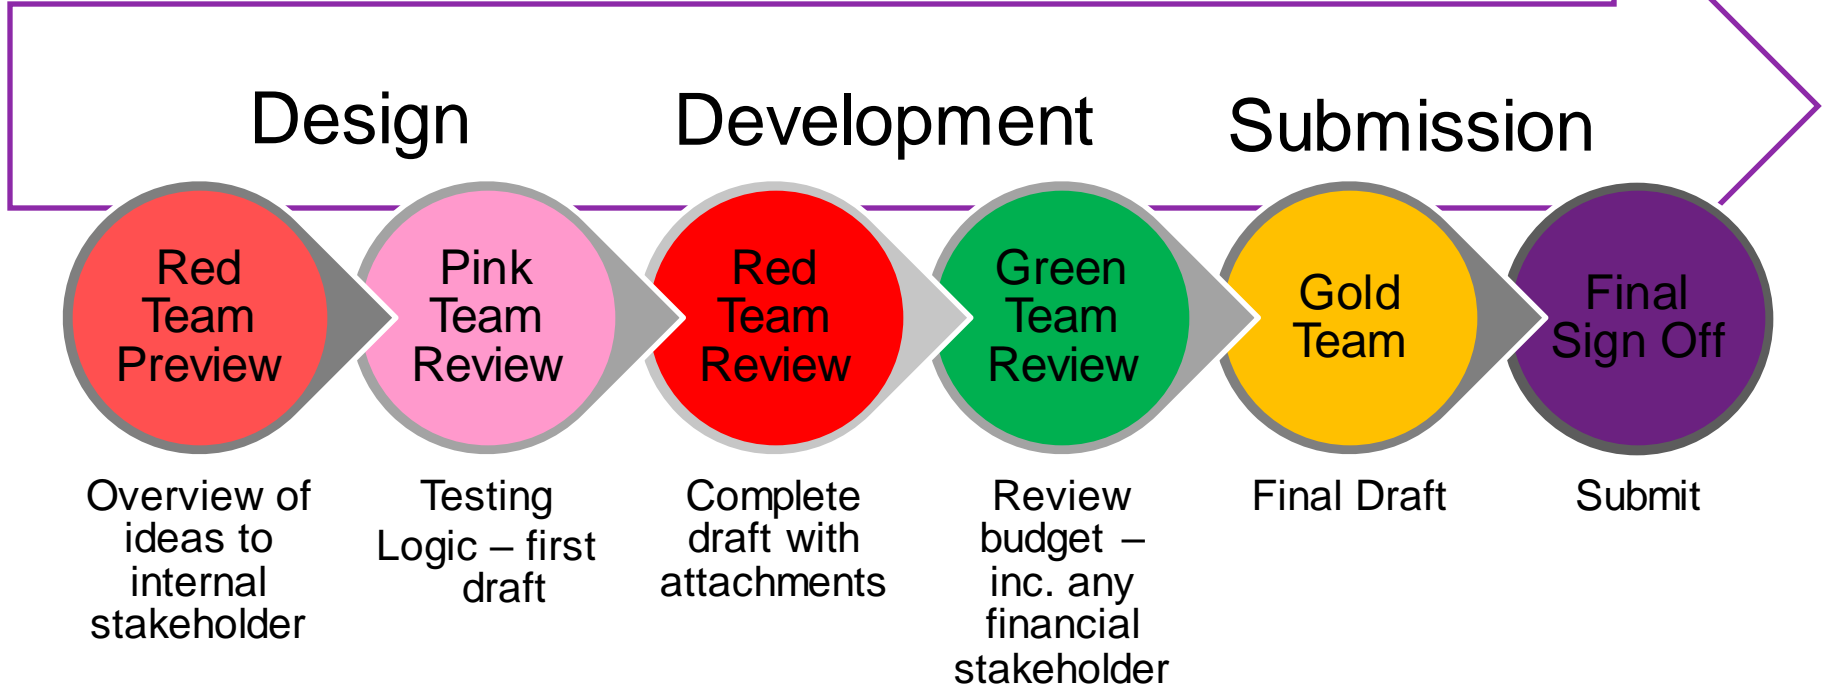 Design
Development
Submission
Red
Team
Preview
Pink
Team
Review
Red
Team
Review
Green
Team
Review
Gold
Team
Final
Sign Off
Overview of
ideas to
internal
stakeholder
Testing
Logic – first
draft
Complete
draft with
attachments
Review
budget –
inc. any
financial
stakeholder
Final Draft
Submit